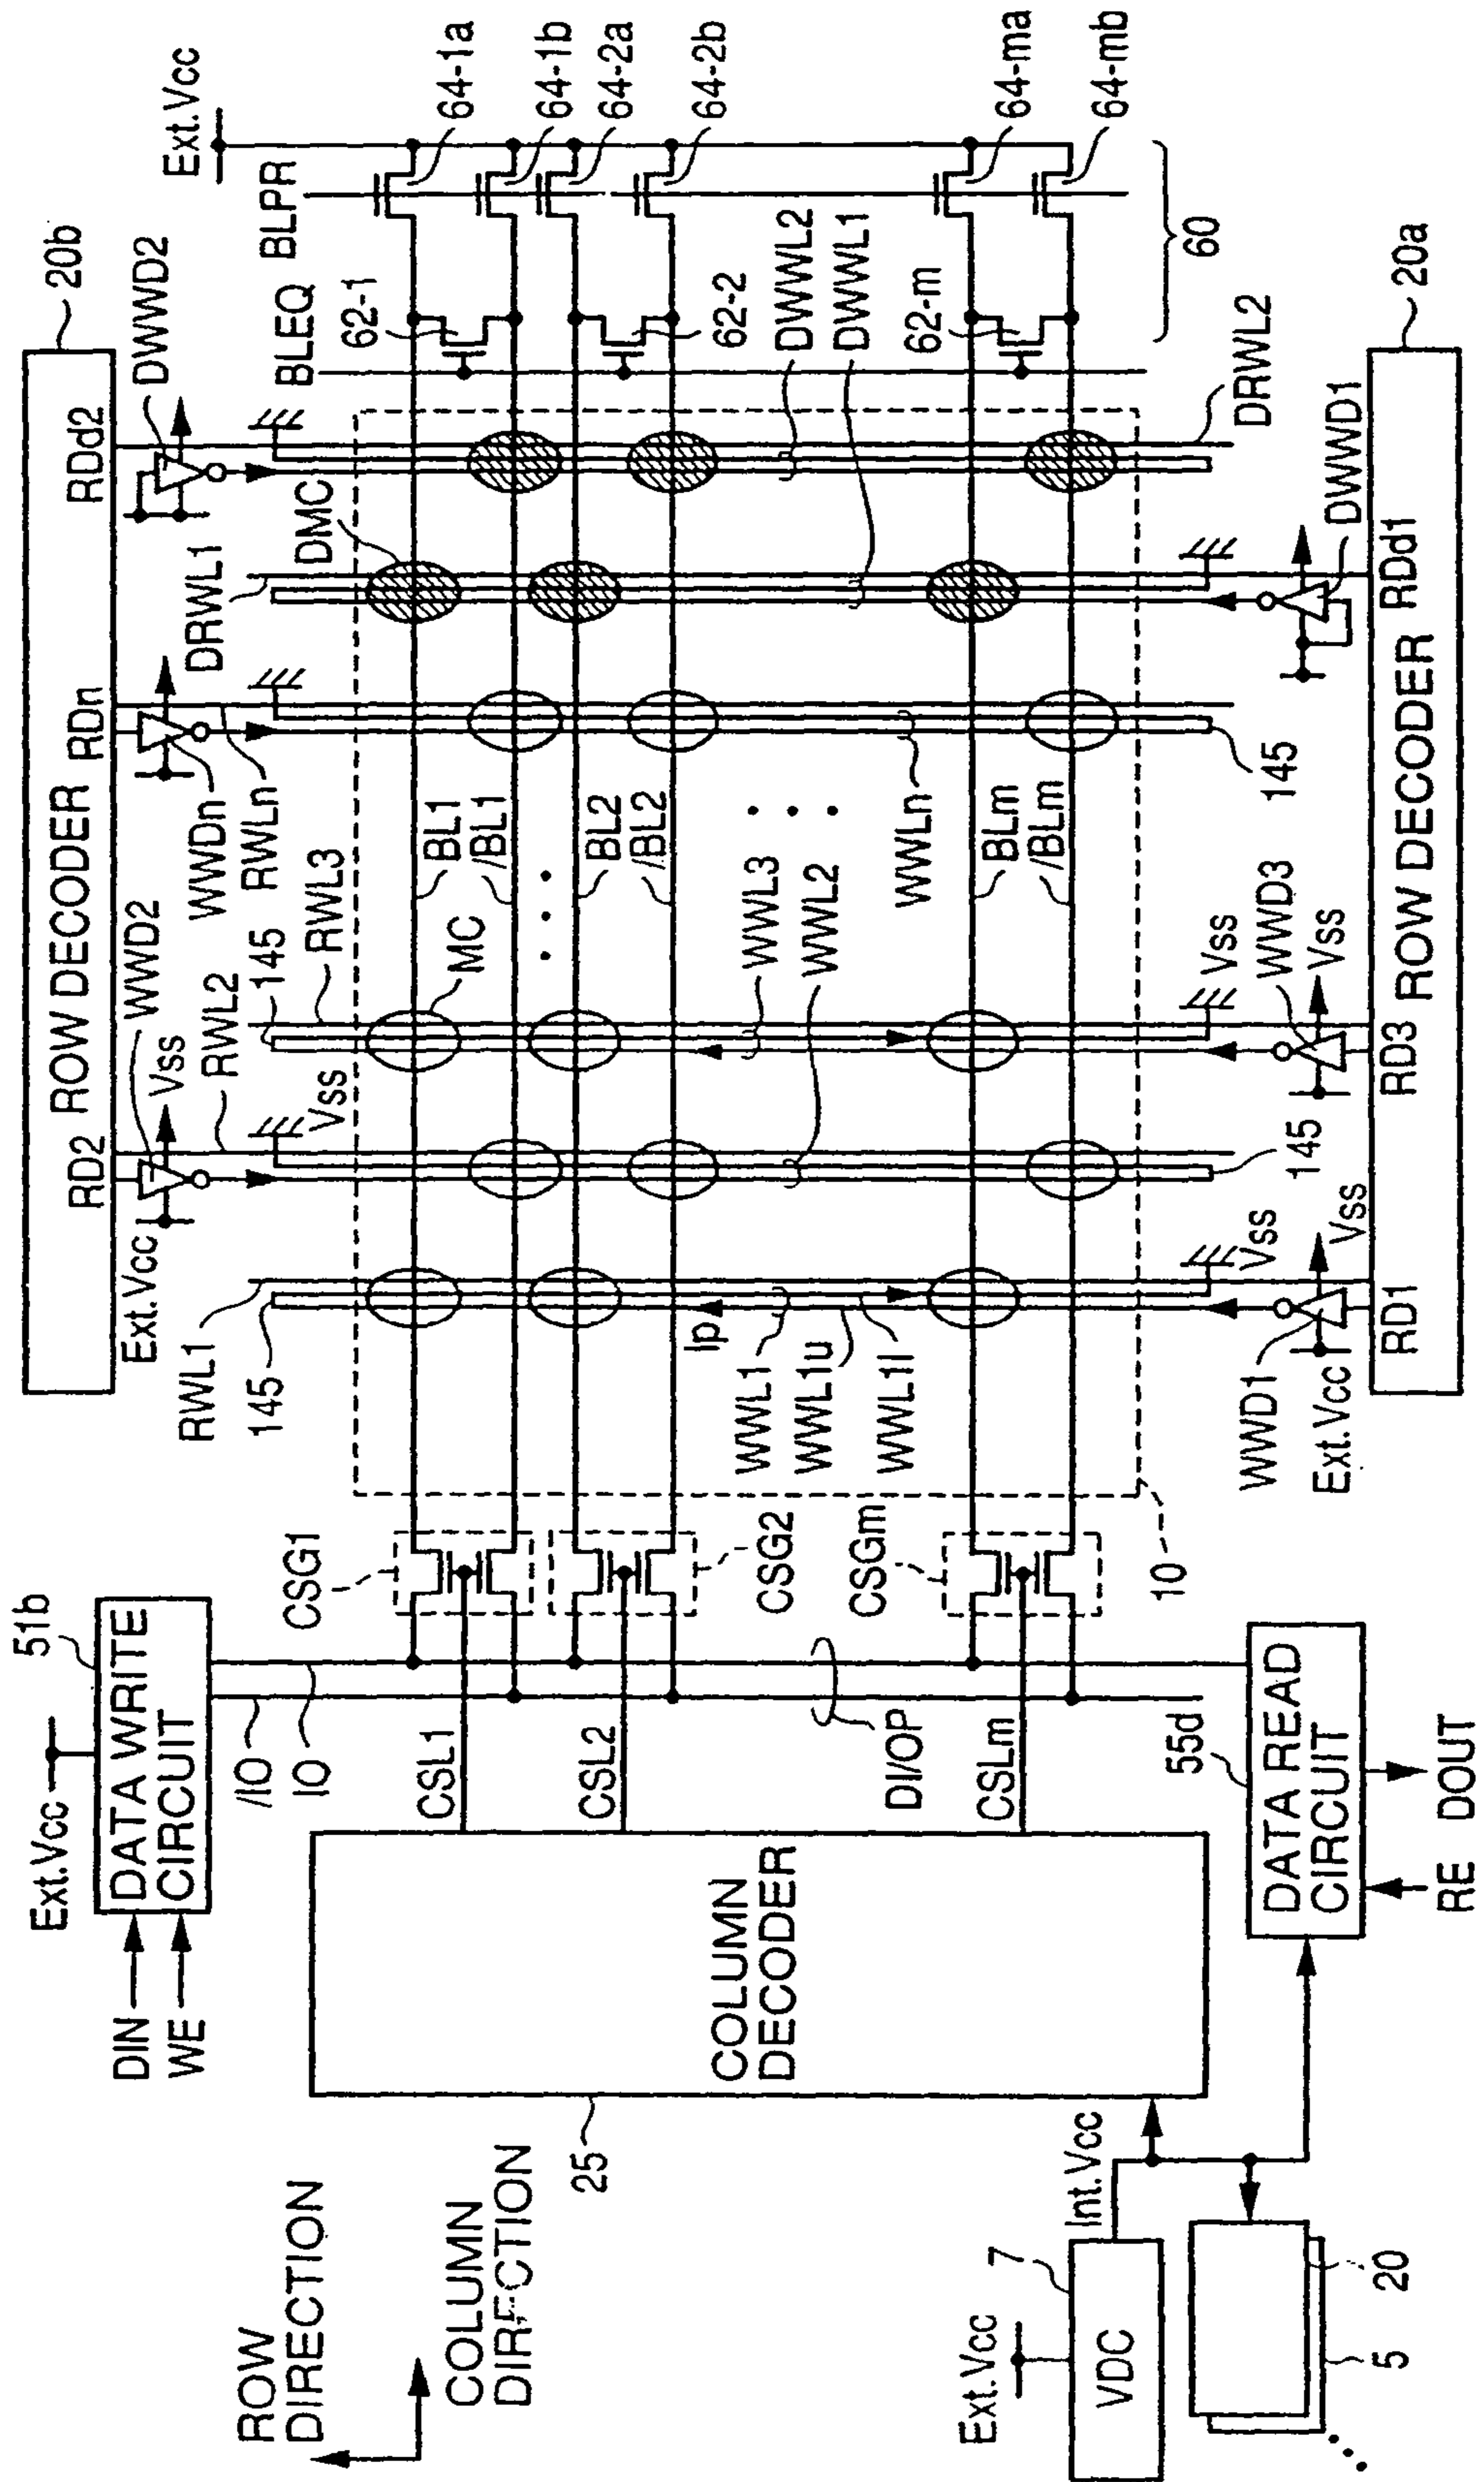 ROW DECODER
20b
RD2
RDn
RDd2
WWD2
WWDn
DWWD2
Ext.Vcc
Vss
RWL2
RWLn
Vss
RWL1
145
145
RWL3
DRWL1
DMC
MC
BLEQ
BLPR
Ext.Vcc
62-1
62-2
62-m
64-1a
64-1b
64-2a
64-2b
64-ma
64-mb
60
BL1
/BL1
BL2
/BL2
BLm
/BLm
Ip
WWL1
WWL1u
WWL1l
WWL3
WWL2
WWLn
DWWL2
DWWL1
DRWL2
145
145
Vss
Vss
WWD1
Ext.Vcc
Vss
WWD3
Vss
DWWD1
RD1
RD3
RDd1
ROW DECODER
20a
10
Ext.Vcc
51b
DIN
WE
DATA WRITE
CIRCUIT
/IO
IO
CSG1
CSG2
CSGm
CSL1
CSL2
CSLm
DI/OP
COLUMN
DECODER
25
55d
DATA READ
CIRCUIT
RE
DOUT
ROW
DIRECTION
COLUMN
DIRECTION
Ext.Vcc
7
VDC
Int.Vcc
20
5